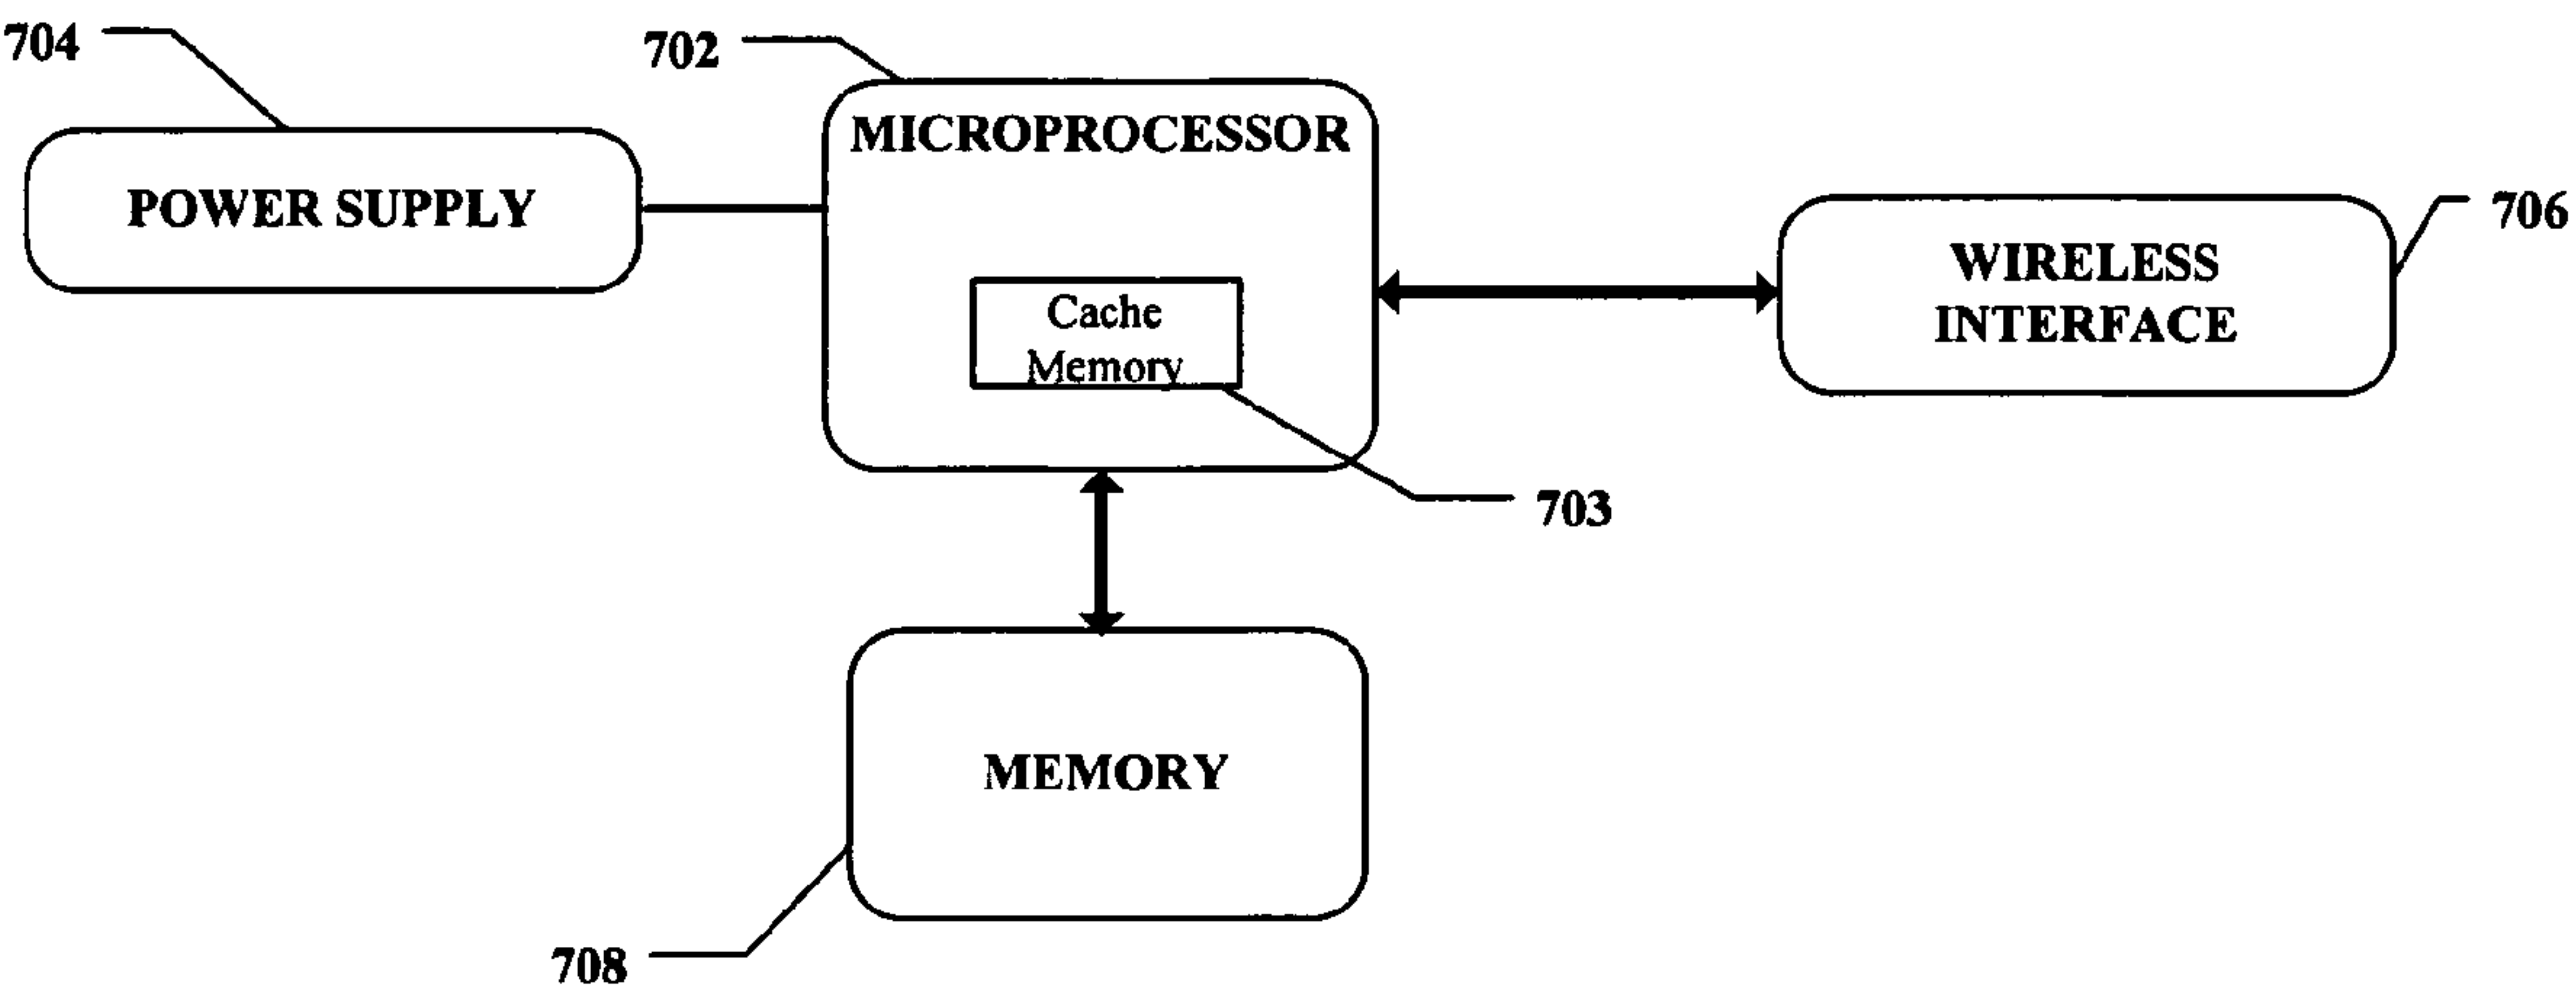 704
702
MICROPROCESSOR
POWER SUPPLY
706
WIRELESS
INTERFACE
Cache
Memory
703
MEMORY
708